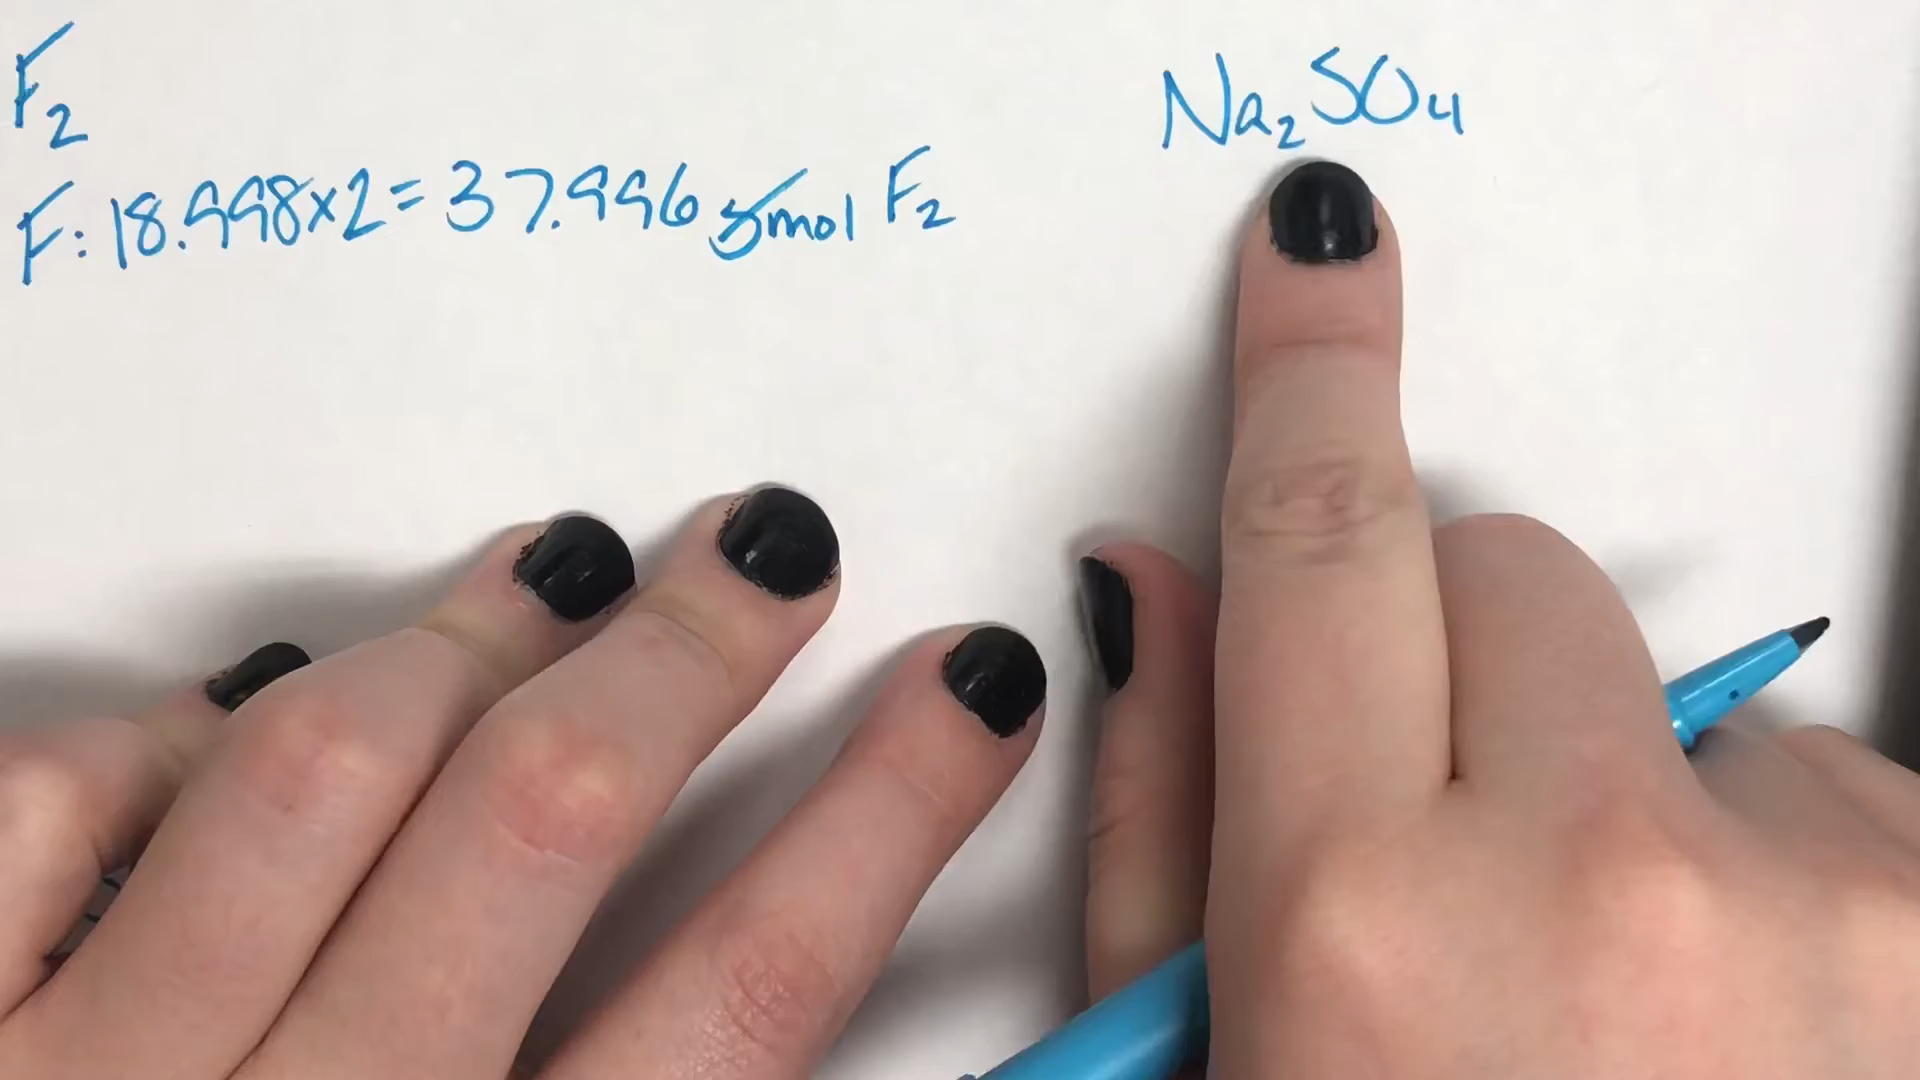 F₂
F: 18.998x2 = 37.996 g/mol F₂
Na₂SO₄